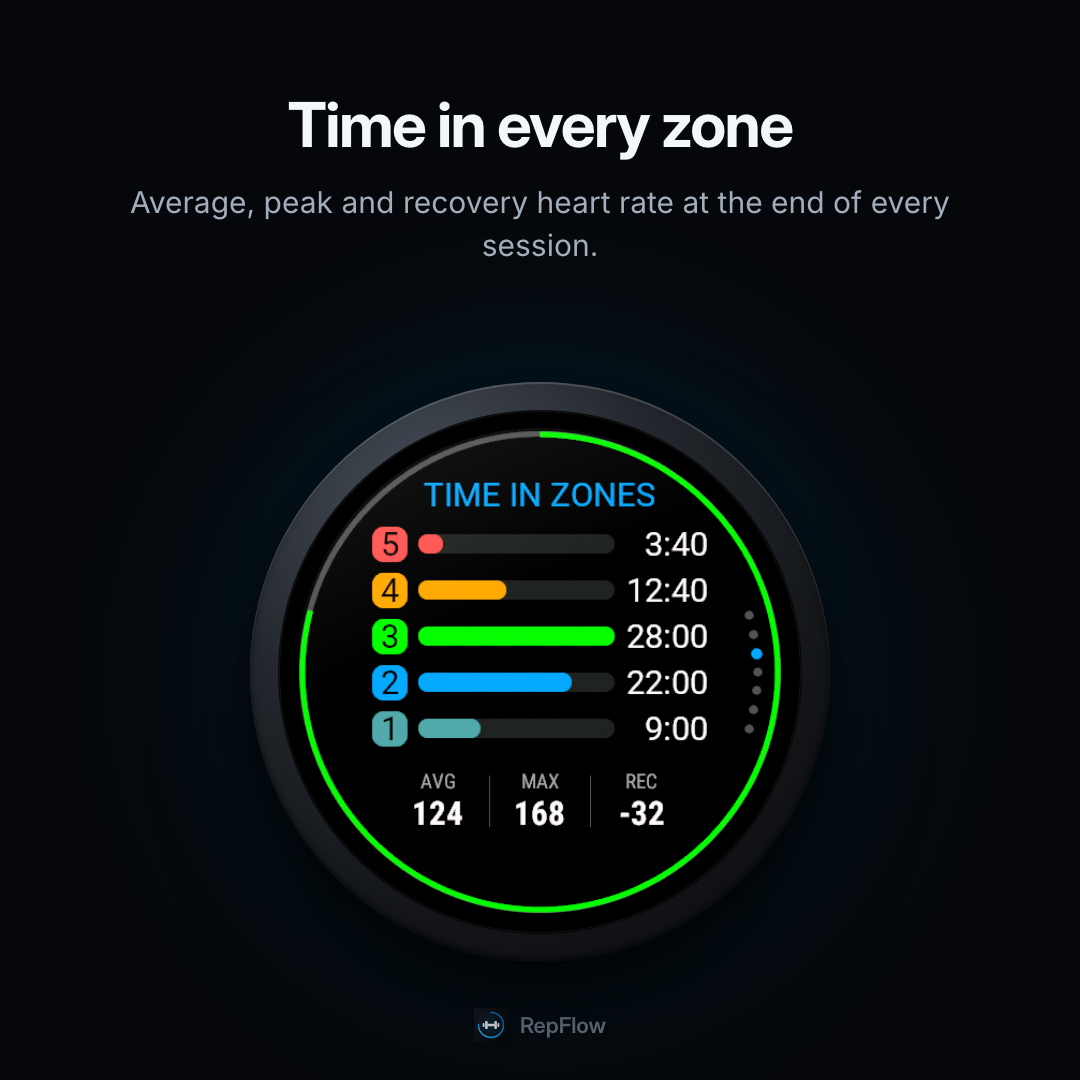 Time in every zone
Average, peak and recovery heart rate at the end of every
session.
TIME IN ZONES
5 3:40
4 12:40
3 28:00
2 22:00
1 9:00
AVG MAX REC
124 168 -32
RepFlow